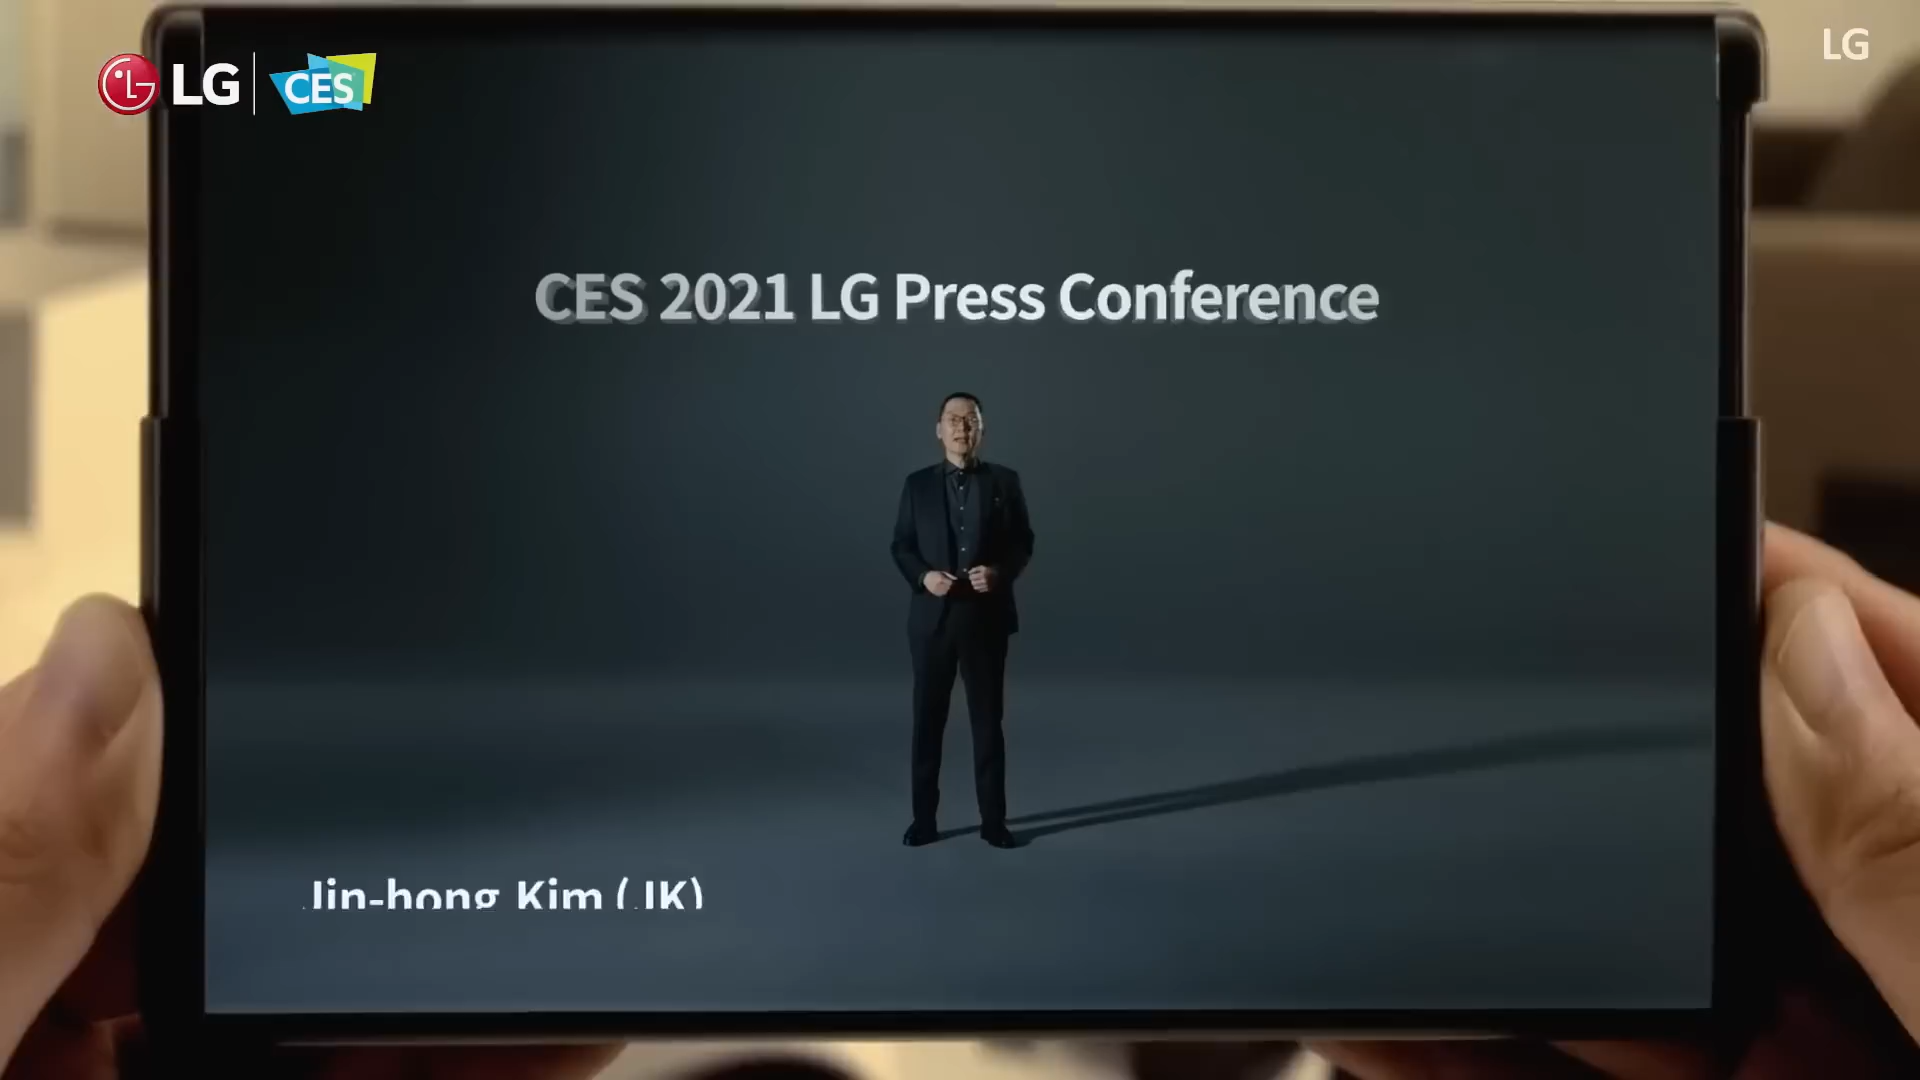 LG CES
LG
CES 2021 LG Press Conference
Jin-hong Kim (JK)